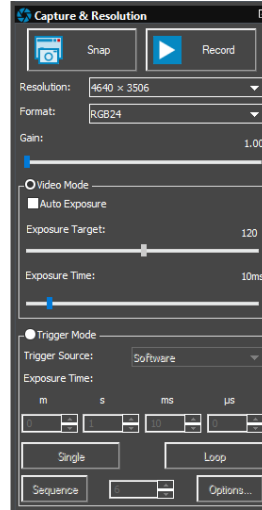 Capture & Resolution
Snap Record
Resolution: 4640 × 3506
Format: RGB24
Gain: 1.00
Video Mode
Auto Exposure
Exposure Target: 120
Exposure Time: 10ms
Trigger Mode
Trigger Source: Software
Exposure Time:
m s ms µs
0 1 10 0
Single Loop
Sequence 6 Options...